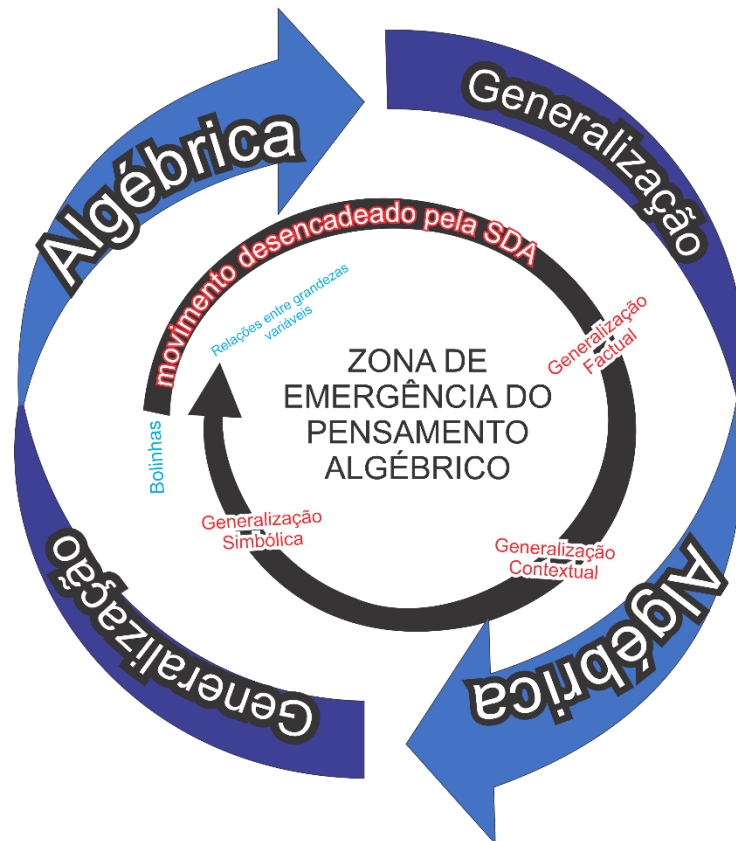 Algébrica
Generalização
movimento desencadeado pela SDA
Relações entre grandezas
variáveis
Generalização
Factual
ZONA DE
EMERGÊNCIA DO
PENSAMENTO
ALGÉBRICO
Bolinhas
Generalização
Simbólica
Generalização
Contextual
Generalização
Algébrica